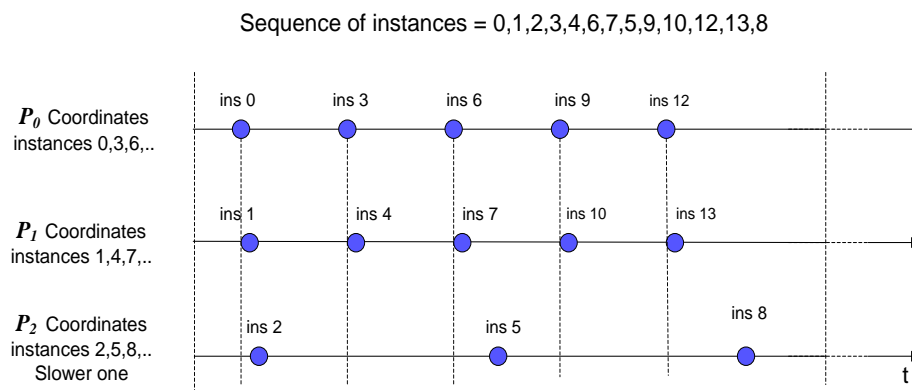 Sequence of instances = 0,1,2,3,4,6,7,5,9,10,12,13,8
ins 0 ins 3 ins 6 ins 9 ins 12
P0 Coordinates
instances 0,3,6,..
ins 1 ins 4 ins 7 ins 10 ins 13
P1 Coordinates
instances 1,4,7,..
ins 2 ins 5 ins 8
P2 Coordinates
instances 2,5,8,..
Slower one
t